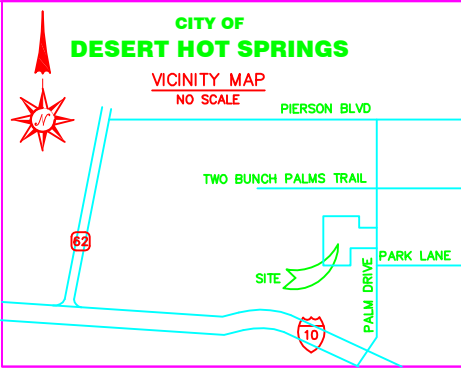 CITY OF
DESERT HOT SPRINGS
VICINITY MAP
NO SCALE
PIERSON BLVD
N
TWO BUNCH PALMS TRAIL
62
PARK LANE
SITE
PALM DRIVE
10